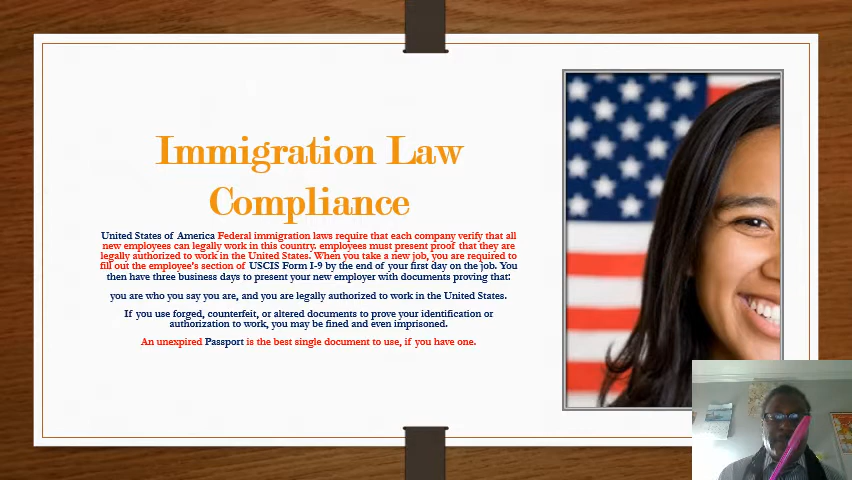 Immigration Law
Compliance
United States of America Federal immigration laws require that each company verify that all
new employees can legally work in this country. employees must present proof that they are
legally authorized to work in the United States. When you take a new job, you are required to
fill out the employee's section of USCIS Form I-9 by the end of your first day on the job. You
then have three business days to present your new employer with documents proving that:
you are who you say you are, and you are legally authorized to work in the United States.
If you use forged, counterfeit, or altered documents to prove your identification or
authorization to work, you may be fined and even imprisoned.
An unexpired Passport is the best single document to use, if you have one.